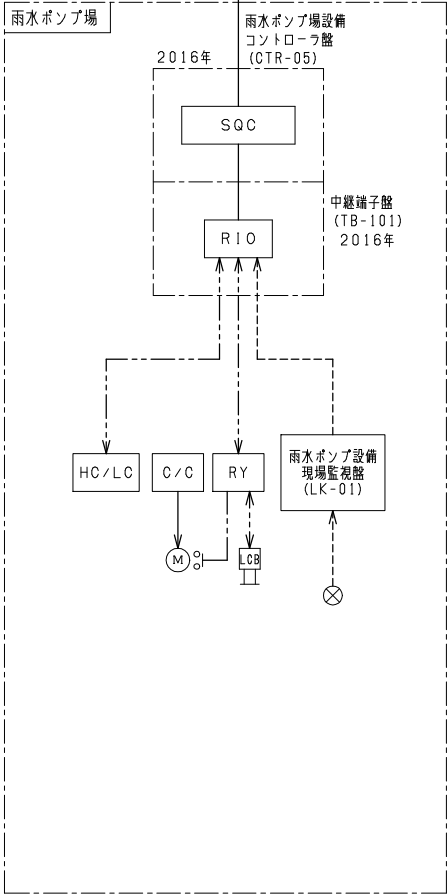 雨水ポンプ場
雨水ポンプ場設備
コントローラ盤
(CTR-05)
2016年
SQC
中継端子盤
(TB-101)
2016年
RIO
HC/LC
C/C
RY
雨水ポンプ設備
現場監視盤
(LK-01)
M
LCB